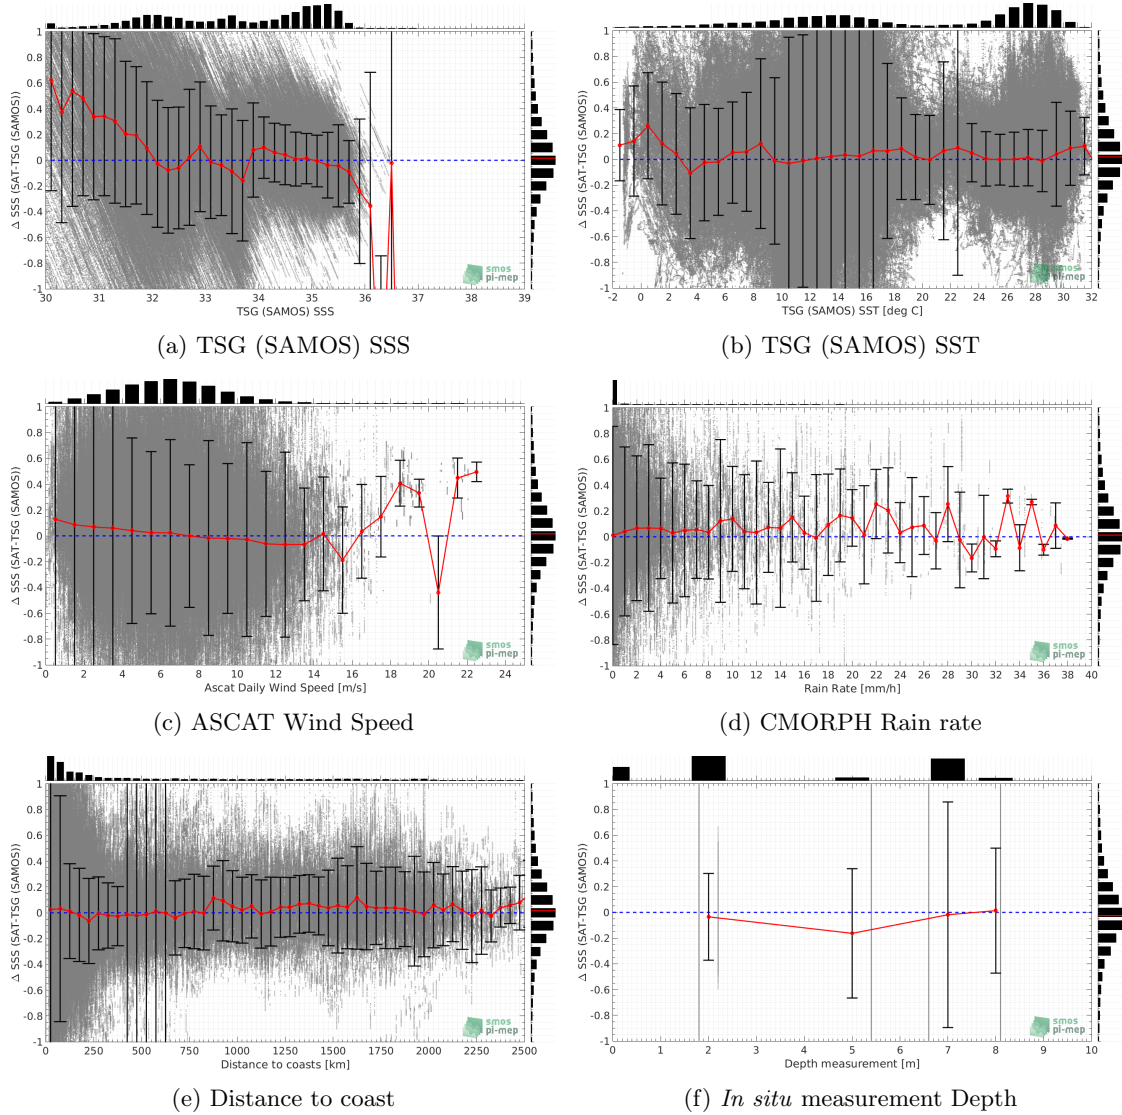 Δ SSS (SAT-TSG (SAMOS))
1
0.8
0.6
0.4
0.2
0
-0.2
-0.4
-0.6
-0.8
-1
30 31 32 33 34 35 36 37 38 39
TSG (SAMOS) SSS
smos
pi-mep
(a) TSG (SAMOS) SSS
Δ SSS (SAT-TSG (SAMOS))
1
0.8
0.6
0.4
0.2
0
-0.2
-0.4
-0.6
-0.8
-1
-2 0 2 4 6 8 10 12 14 16 18 20 22 24 26 28 30 32
TSG (SAMOS) SST [deg C]
smos
pi-mep
(b) TSG (SAMOS) SST
Δ SSS (SAT-TSG (SAMOS))
1
0.8
0.6
0.4
0.2
0
-0.2
-0.4
-0.6
-0.8
-1
0 2 4 6 8 10 12 14 16 18 20 22 24
Ascat Daily Wind Speed [m/s]
smos
pi-mep
(c) ASCAT Wind Speed
Δ SSS (SAT-TSG (SAMOS))
1
0.8
0.6
0.4
0.2
0
-0.2
-0.4
-0.6
-0.8
-1
0 2 4 6 8 10 12 14 16 18 20 22 24 26 28 30 32 34 36 38 40
Rain Rate [mm/h]
smos
pi-mep
(d) CMORPH Rain rate
Δ SSS (SAT-TSG (SAMOS))
1
0.8
0.6
0.4
0.2
0
-0.2
-0.4
-0.6
-0.8
-1
0 250 500 750 1000 1250 1500 1750 2000 2250 2500
Distance to coasts [km]
smos
pi-mep
(e) Distance to coast
Δ SSS (SAT-TSG (SAMOS))
1
0.8
0.6
0.4
0.2
0
-0.2
-0.4
-0.6
-0.8
-1
0 1 2 3 4 5 6 7 8 9 10
Depth measurement [m]
smos
pi-mep
(f) In situ measurement Depth